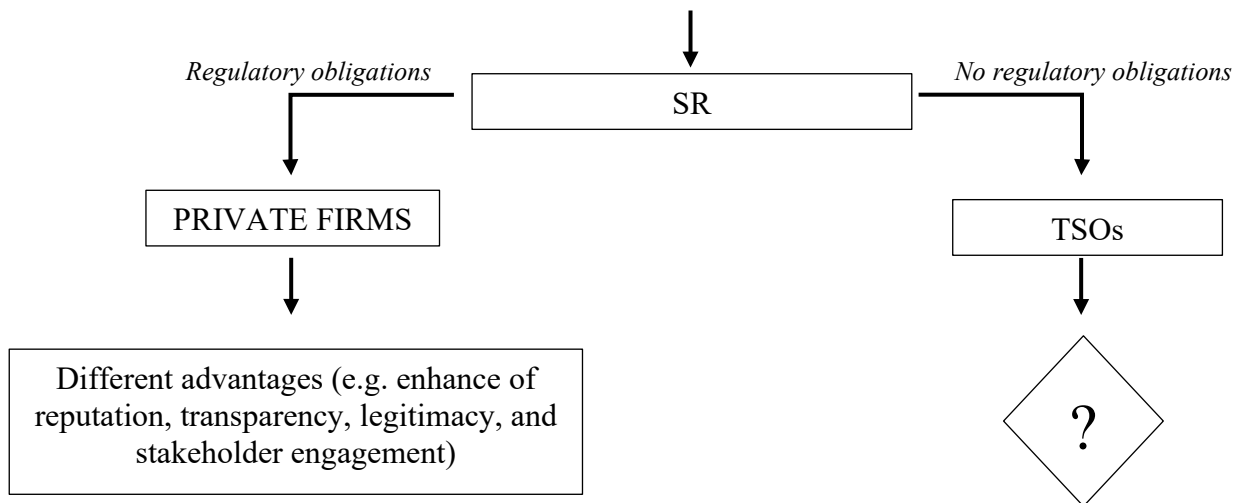 Regulatory obligations
No regulatory obligations
SR
PRIVATE FIRMS
TSOs
Different advantages (e.g. enhance of
reputation, transparency, legitimacy, and
stakeholder engagement)
?